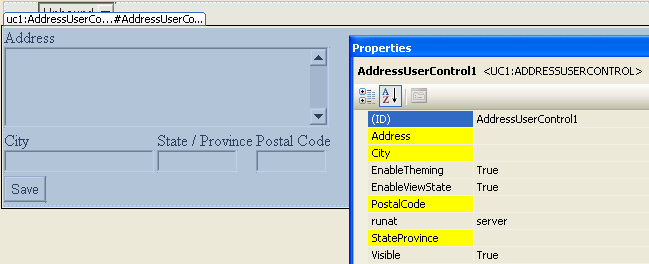 Unbound
uc1:AddressUserCo...#AddressUserCo...
Address
City State / Province Postal Code
Save
Properties
AddressUserControl1 <UC1:ADDRESSUSERCONTROL>
A
Z
(ID) AddressUserControl1
Address
City
EnableTheming True
EnableViewState True
PostalCode
runat server
StateProvince
Visible True